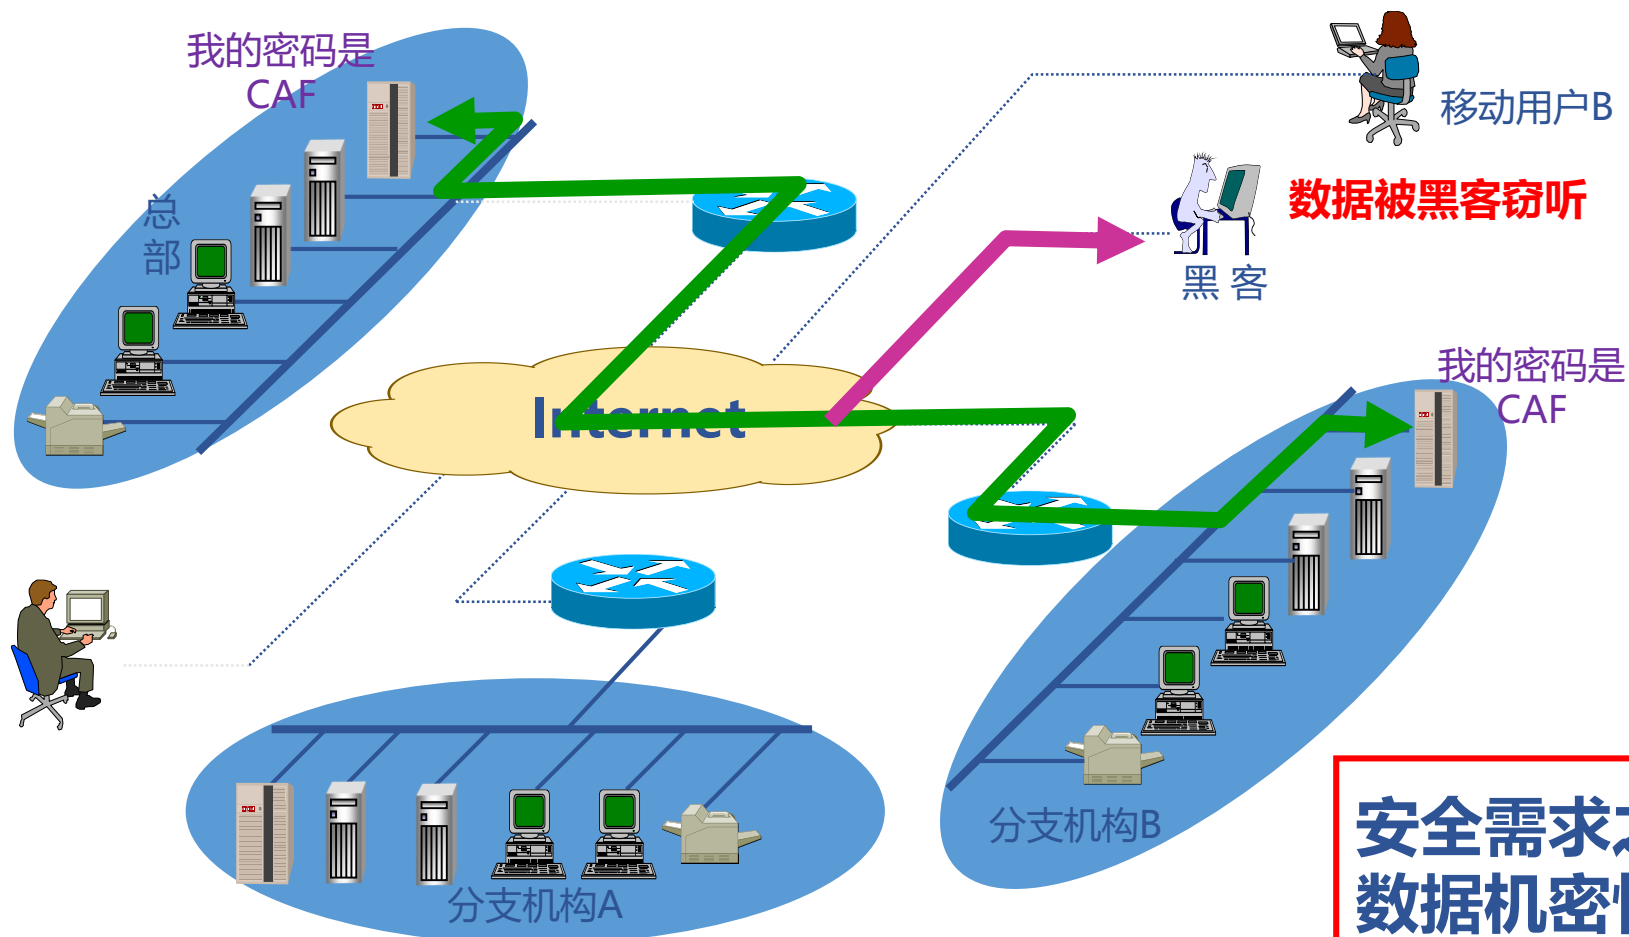 我的密码是
CAF
移动用户B
数据被黑客窃听
总
部
黑 客
我的密码是
CAF
Internet
分支机构B
安全需求
数据机密
分支机构A